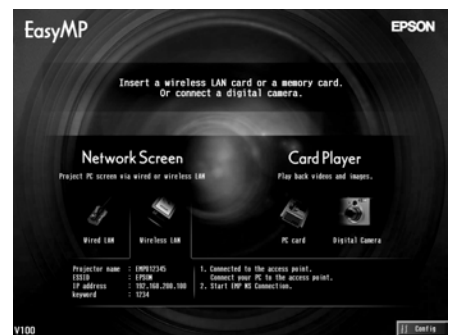 EasyMP
EPSON
Insert a wireless LAN card or a memory card.
Or connect a digital camera.
Network Screen
Project PC screen via wired or wireless LAN
Card Player
Play back videos and images.
Wired LAN
Wireless LAN
PC card
Digital Camera
Projector name : EMP812345
ESSID : EPSON
IP address : 192.168.200.100
keyword : 1234
1. Connected to the access point.
Connect your PC to the access point.
2. Start EMP NS Connection.
V100
Config